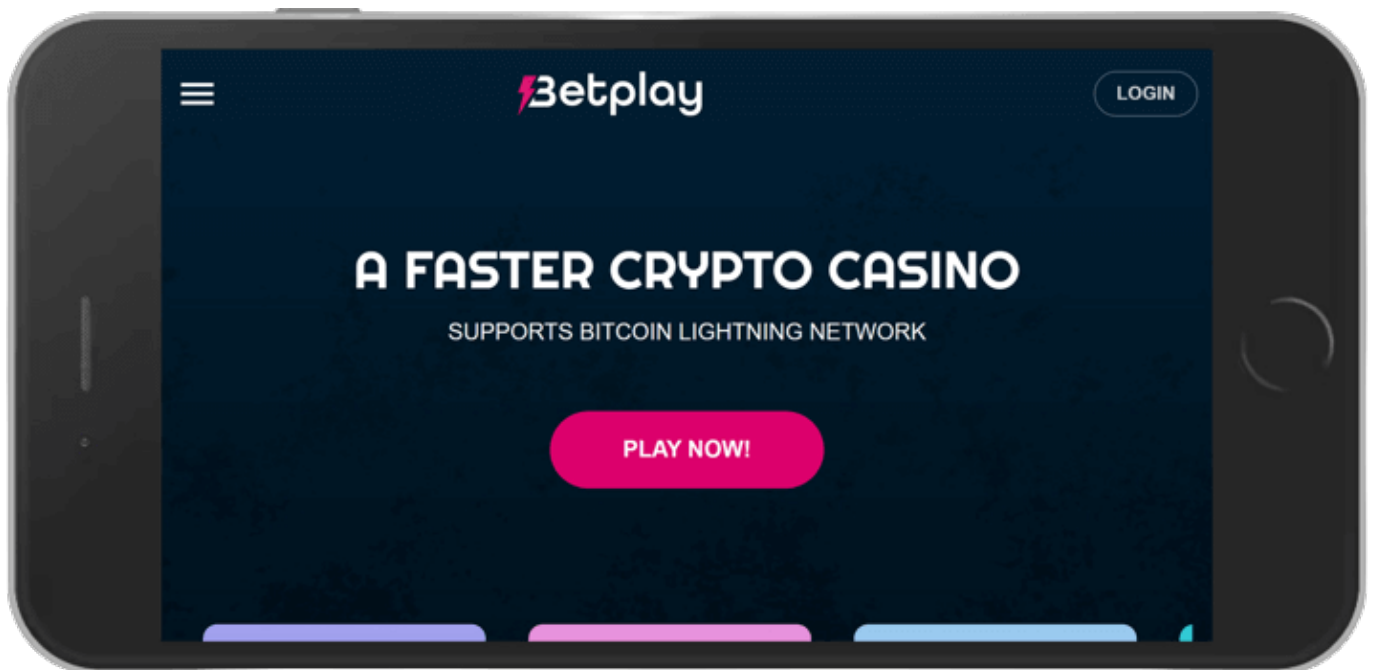 Betplay
LOGIN
A FASTER CRYPTO CASINO
SUPPORTS BITCOIN LIGHTNING NETWORK
PLAY NOW!